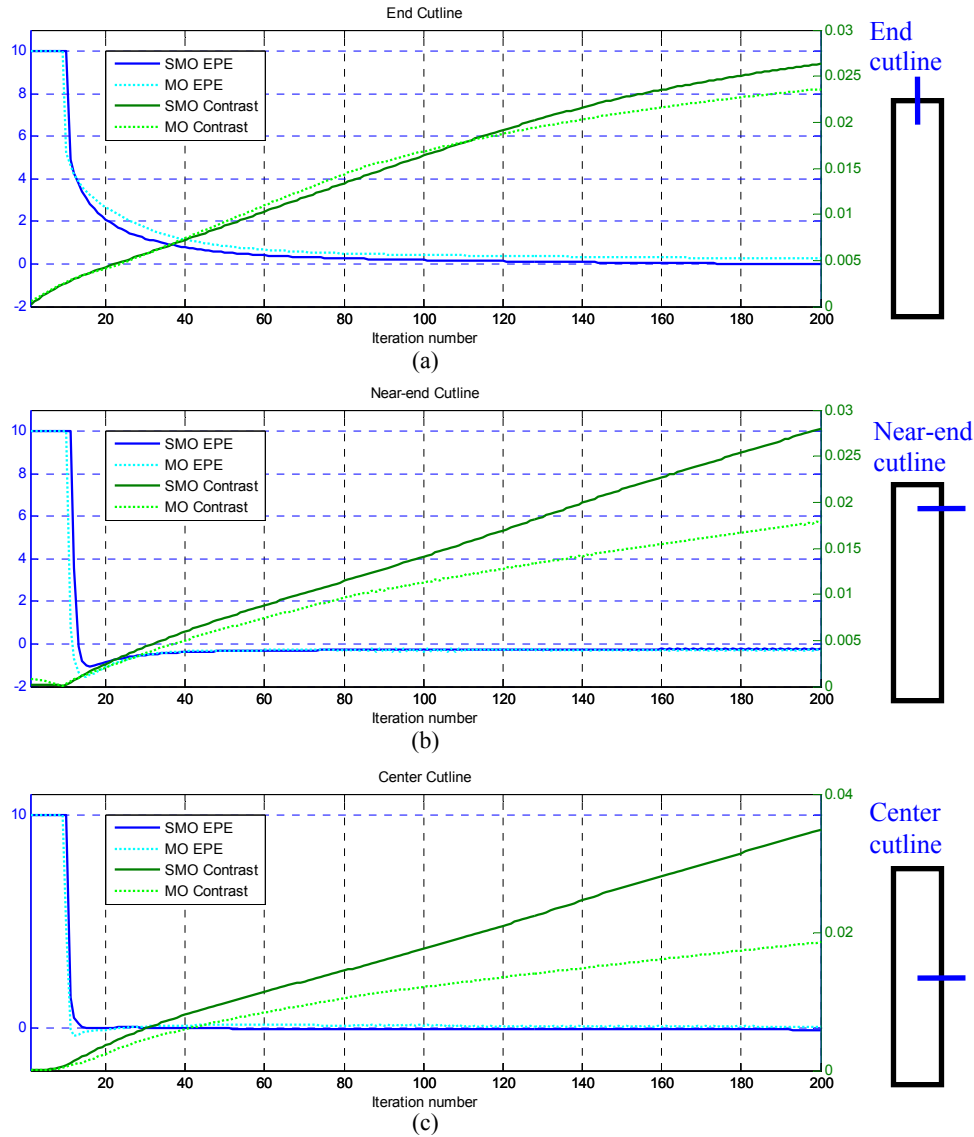 End Cutline
10
8
6
4
2
0
-2
0.03
0.025
0.02
0.015
0.01
0.005
0
SMO EPE
MO EPE
SMO Contrast
MO Contrast
20 40 60 80 100 120 140 160 180 200
Iteration number
(a)
End
cutline
Near-end Cutline
10
8
6
4
2
0
-2
0.03
0.025
0.02
0.015
0.01
0.005
0
SMO EPE
MO EPE
SMO Contrast
MO Contrast
20 40 60 80 100 120 140 160 180 200
Iteration number
(b)
Near-end
cutline
Center Cutline
10
0
0.04
0.02
0
SMO EPE
MO EPE
SMO Contrast
MO Contrast
20 40 60 80 100 120 140 160 180 200
Iteration number
(c)
Center
cutline